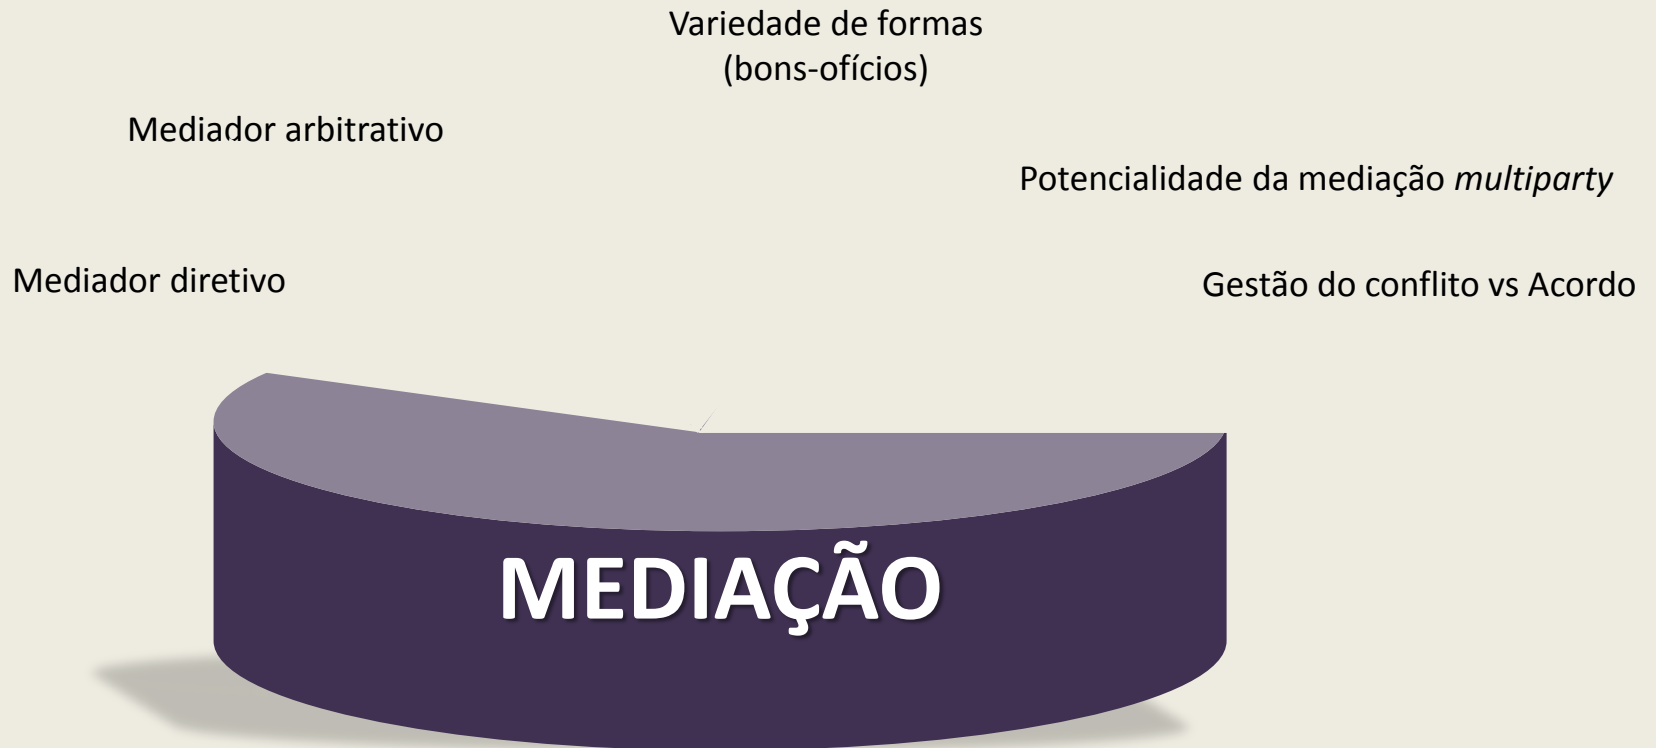 Variedade de formas
(bons-ofícios)
Mediador arbitrativo
Potencialidade da mediação multiparty
Mediador diretivo
Gestão do conflito vs Acordo
MEDIAÇÃO